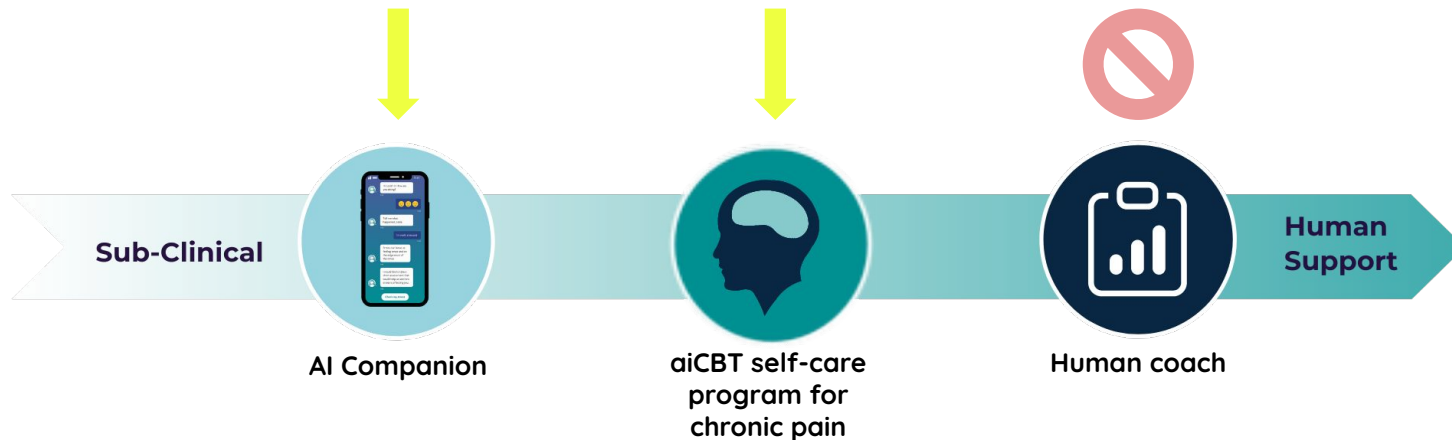 Sub-Clinical
Human
Support
AI Companion
aiCBT self-care
program for
chronic pain
Human coach